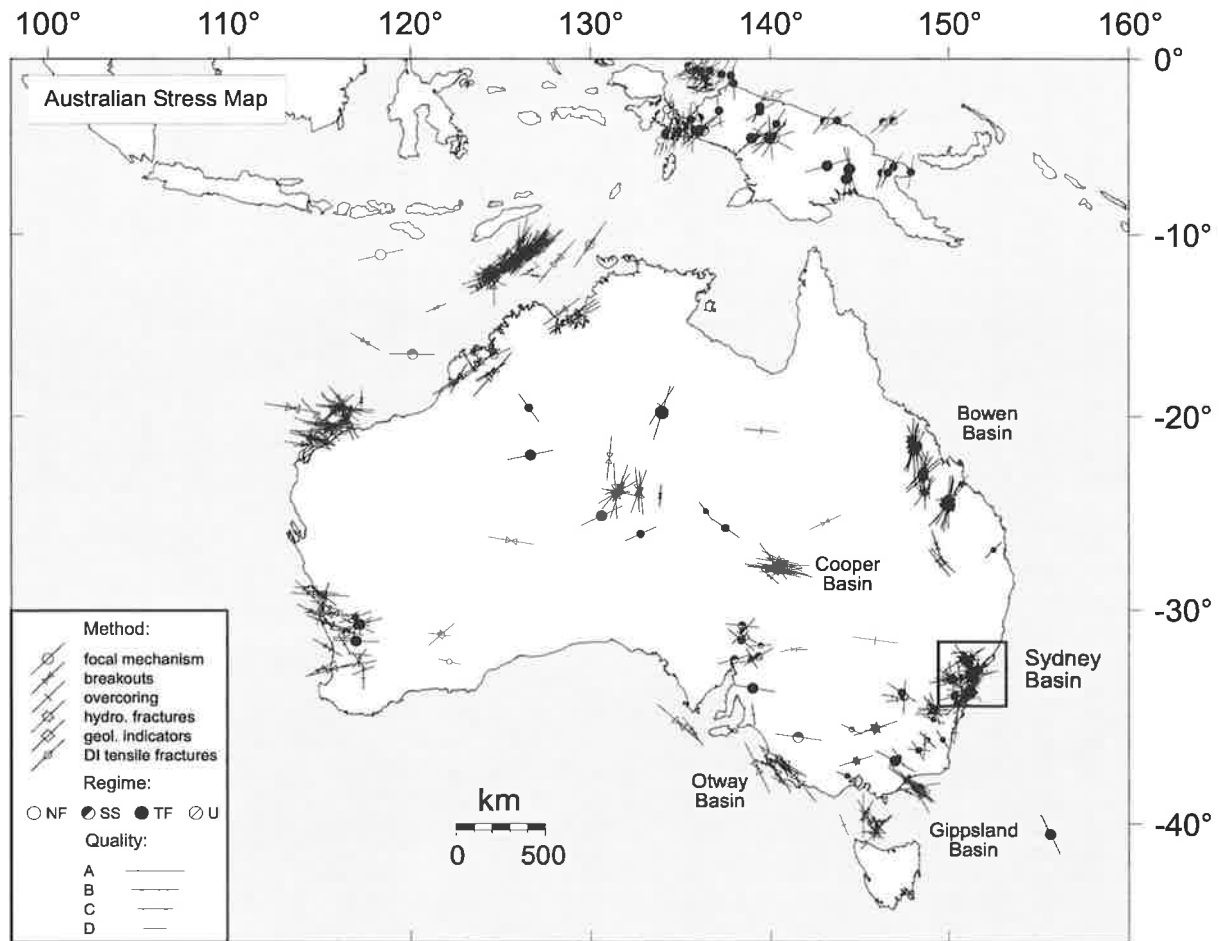 100° 110° 120° 130° 140° 150° 160°
0°
Australian Stress Map
-10°
-20°
Bowen
Basin
Cooper
Basin
-30°
Sydney
Basin
Otway
Basin
Gippsland
Basin
-40°
km
0 500
Method:
focal mechanism
breakouts
overcoring
hydro. fractures
geol. indicators
DI tensile fractures
Regime:
NF SS TF U
Quality:
A
B
C
D